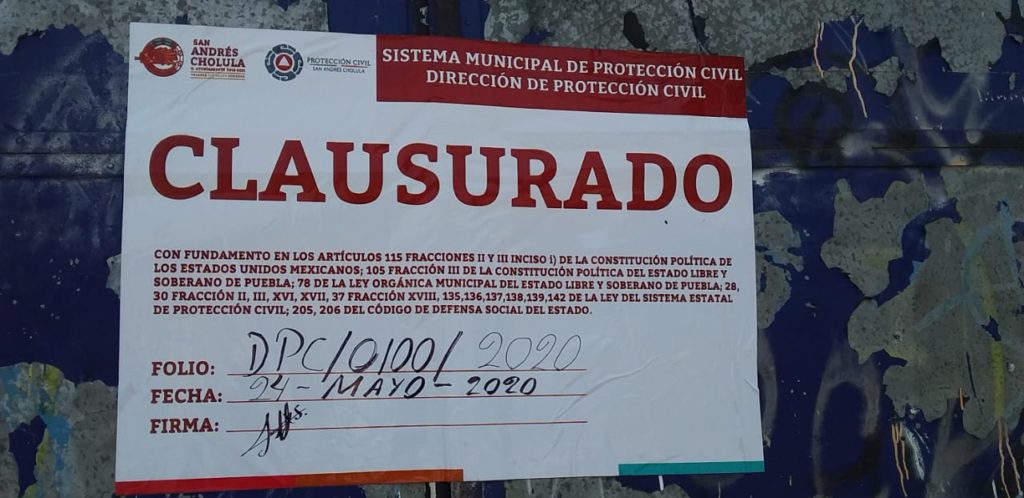 SAN
ANDRÉS
CHOLULA
PROTECCIÓN CIVIL
SAN ANDRÉS CHOLULA
SISTEMA MUNICIPAL DE PROTECCIÓN CIVIL
DIRECCIÓN DE PROTECCIÓN CIVIL
CLAUSURADO
CON FUNDAMENTO EN LOS ARTÍCULOS 115 FRACCIONES II Y III INCISO i) DE LA CONSTITUCIÓN POLÍTICA DE
LOS ESTADOS UNIDOS MEXICANOS; 105 FRACCIÓN III DE LA CONSTITUCIÓN POLÍTICA DEL ESTADO LIBRE Y
SOBERANO DE PUEBLA; 78 DE LA LEY ORGÁNICA MUNICIPAL DEL ESTADO LIBRE Y SOBERANO DE PUEBLA; 28,
30 FRACCIÓN II, III, XVI, XVII, 37 FRACCIÓN XVIII, 135,136,137,138,139,142 DE LA LEY DEL SISTEMA ESTATAL
DE PROTECCIÓN CIVIL; 205, 206 DEL CÓDIGO DE DEFENSA SOCIAL DEL ESTADO.
FOLIO: DPC/0100/2020
FECHA: 24-MAYO-2020
FIRMA: